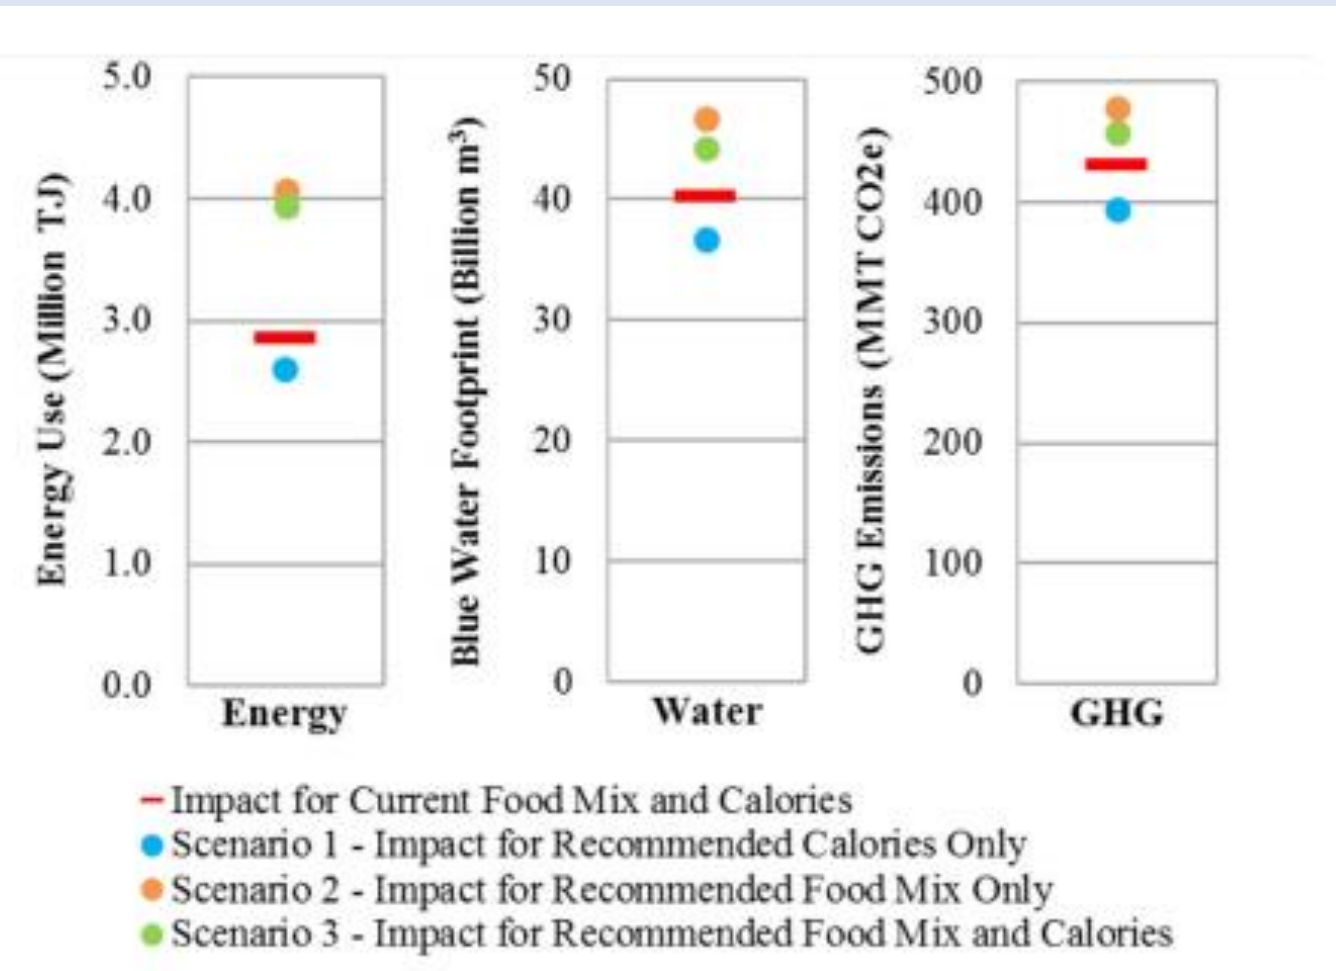 Energy Use (Million TJ)
5.0
4.0
3.0
2.0
1.0
0.0
Energy
Blue Water Footprint (Billion m³)
50
40
30
20
10
0
Water
GHG Emissions (MMT CO2e)
500
400
300
200
100
0
GHG
Impact for Current Food Mix and Calories
Scenario 1 - Impact for Recommended Calories Only
Scenario 2 - Impact for Recommended Food Mix Only
Scenario 3 - Impact for Recommended Food Mix and Calories